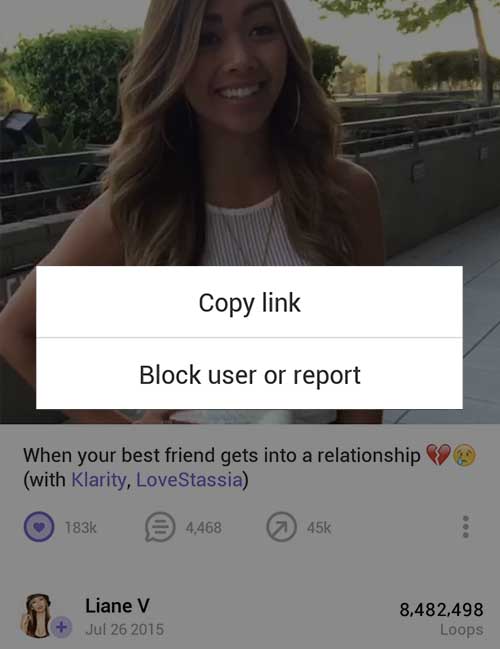 Copy link
Block user or report
When your best friend gets into a relationship 💔😢
(with Klarity, LoveStassia)
183k 4,468 45k
Liane V 8,482,498
Jul 26 2015 Loops